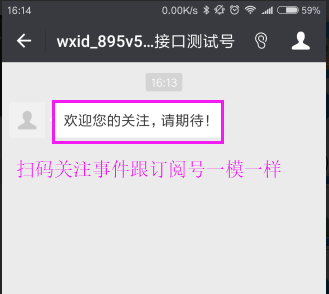 16:14
0.00K/s
59%
wxid_895v5...接口测试号
16:13
欢迎您的关注，请期待！
扫码关注事件跟订阅号一模一样